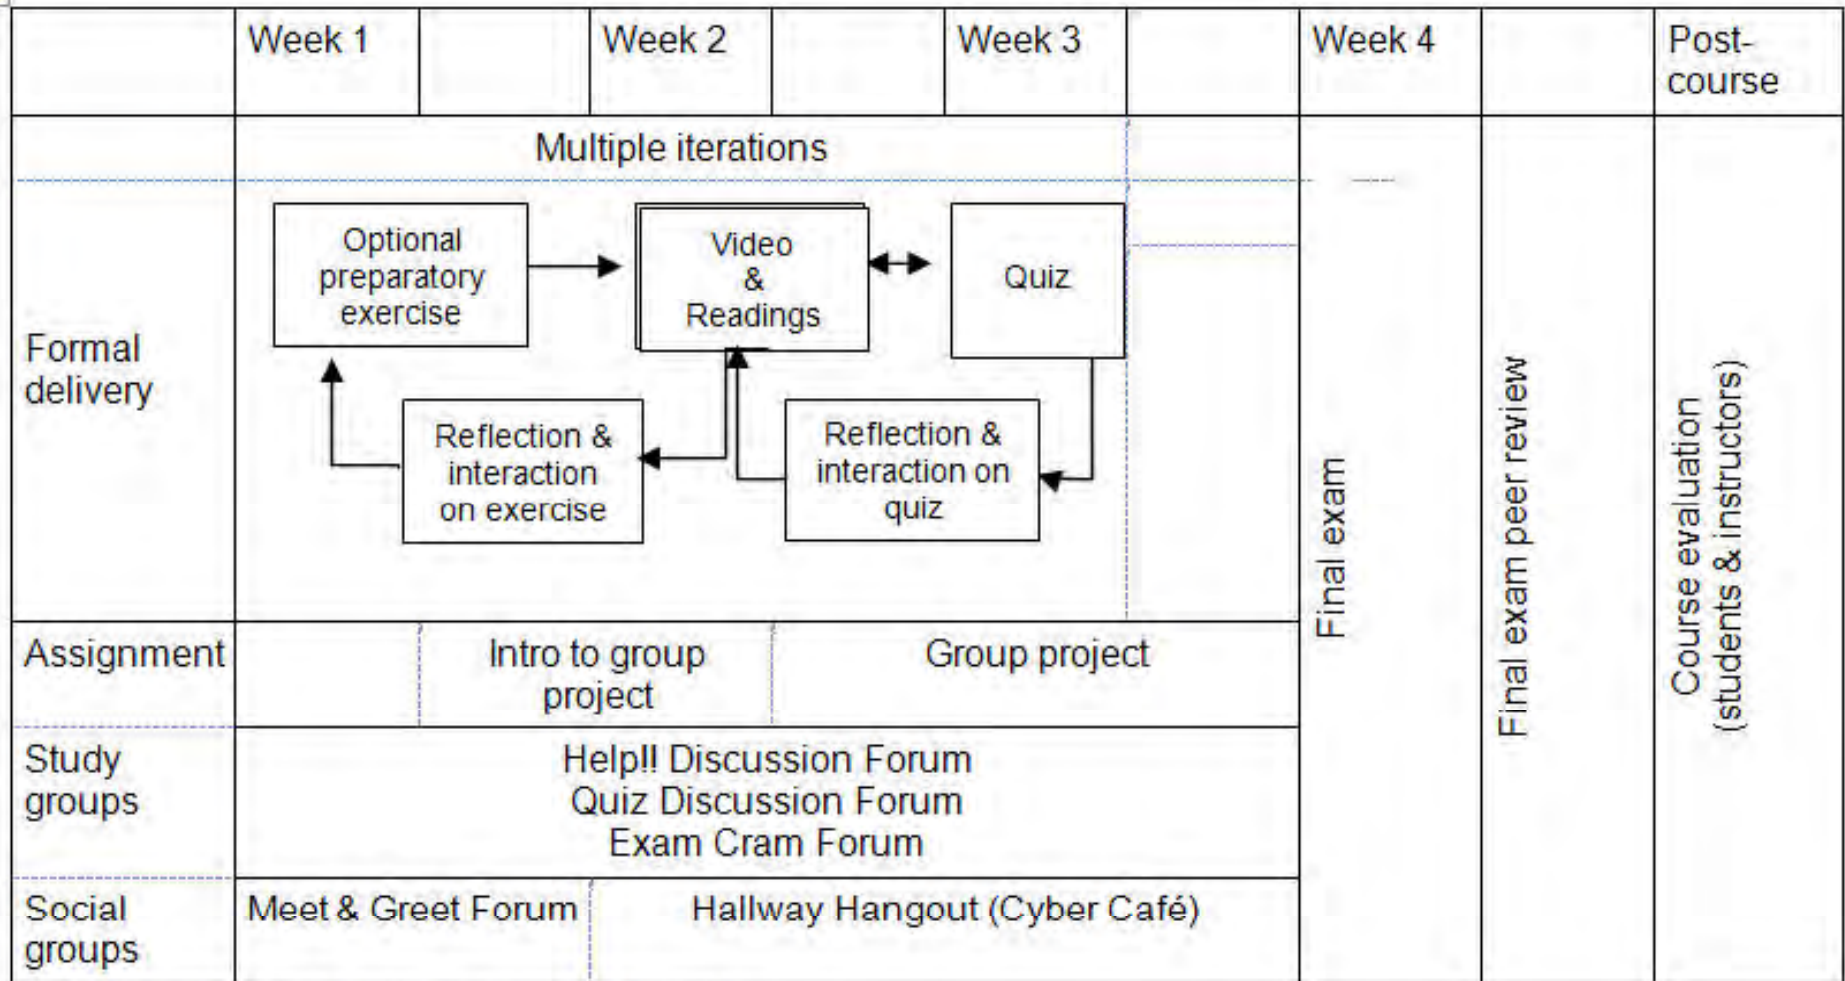 Week 1
Week 2
Week 3
Week 4
Post-
course
Formal
delivery
Multiple iterations
Optional
preparatory
exercise
Video
&
Readings
Quiz
Reflection &
interaction
on exercise
Reflection &
interaction on
quiz
Assignment
Intro to group
project
Group project
Study
groups
Help!! Discussion Forum
Quiz Discussion Forum
Exam Cram Forum
Social
groups
Meet & Greet Forum
Hallway Hangout (Cyber Café)
Final exam
Final exam peer review
Course evaluation
(students & instructors)